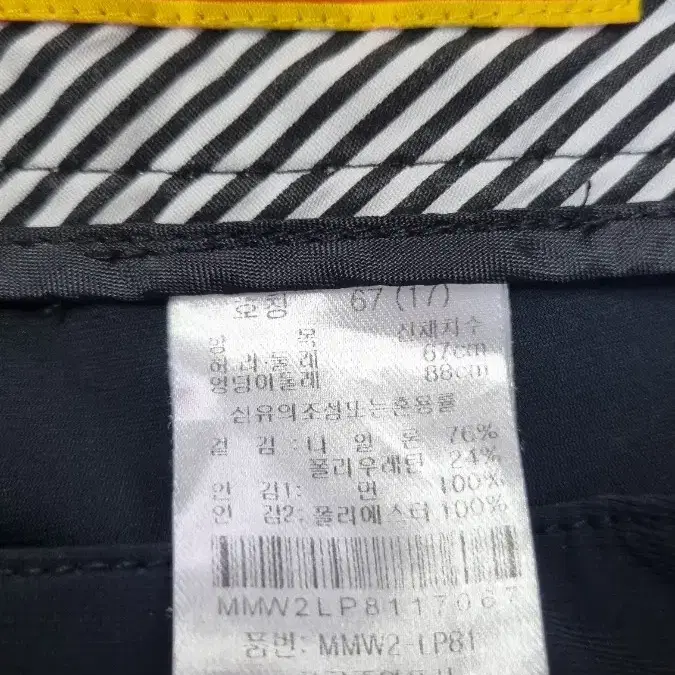 호칭 67 (17)
항 목 신체치수
허리둘레 67cm
엉덩이둘레 88cm
섬유의조성또는혼용률
겉 감 : 나 일 론 76%
폴리우레탄 24%
안 감1: 면 100%
안 감2: 폴리에스터 100%
MMW2LP8117067
품번: MMW2-LP81